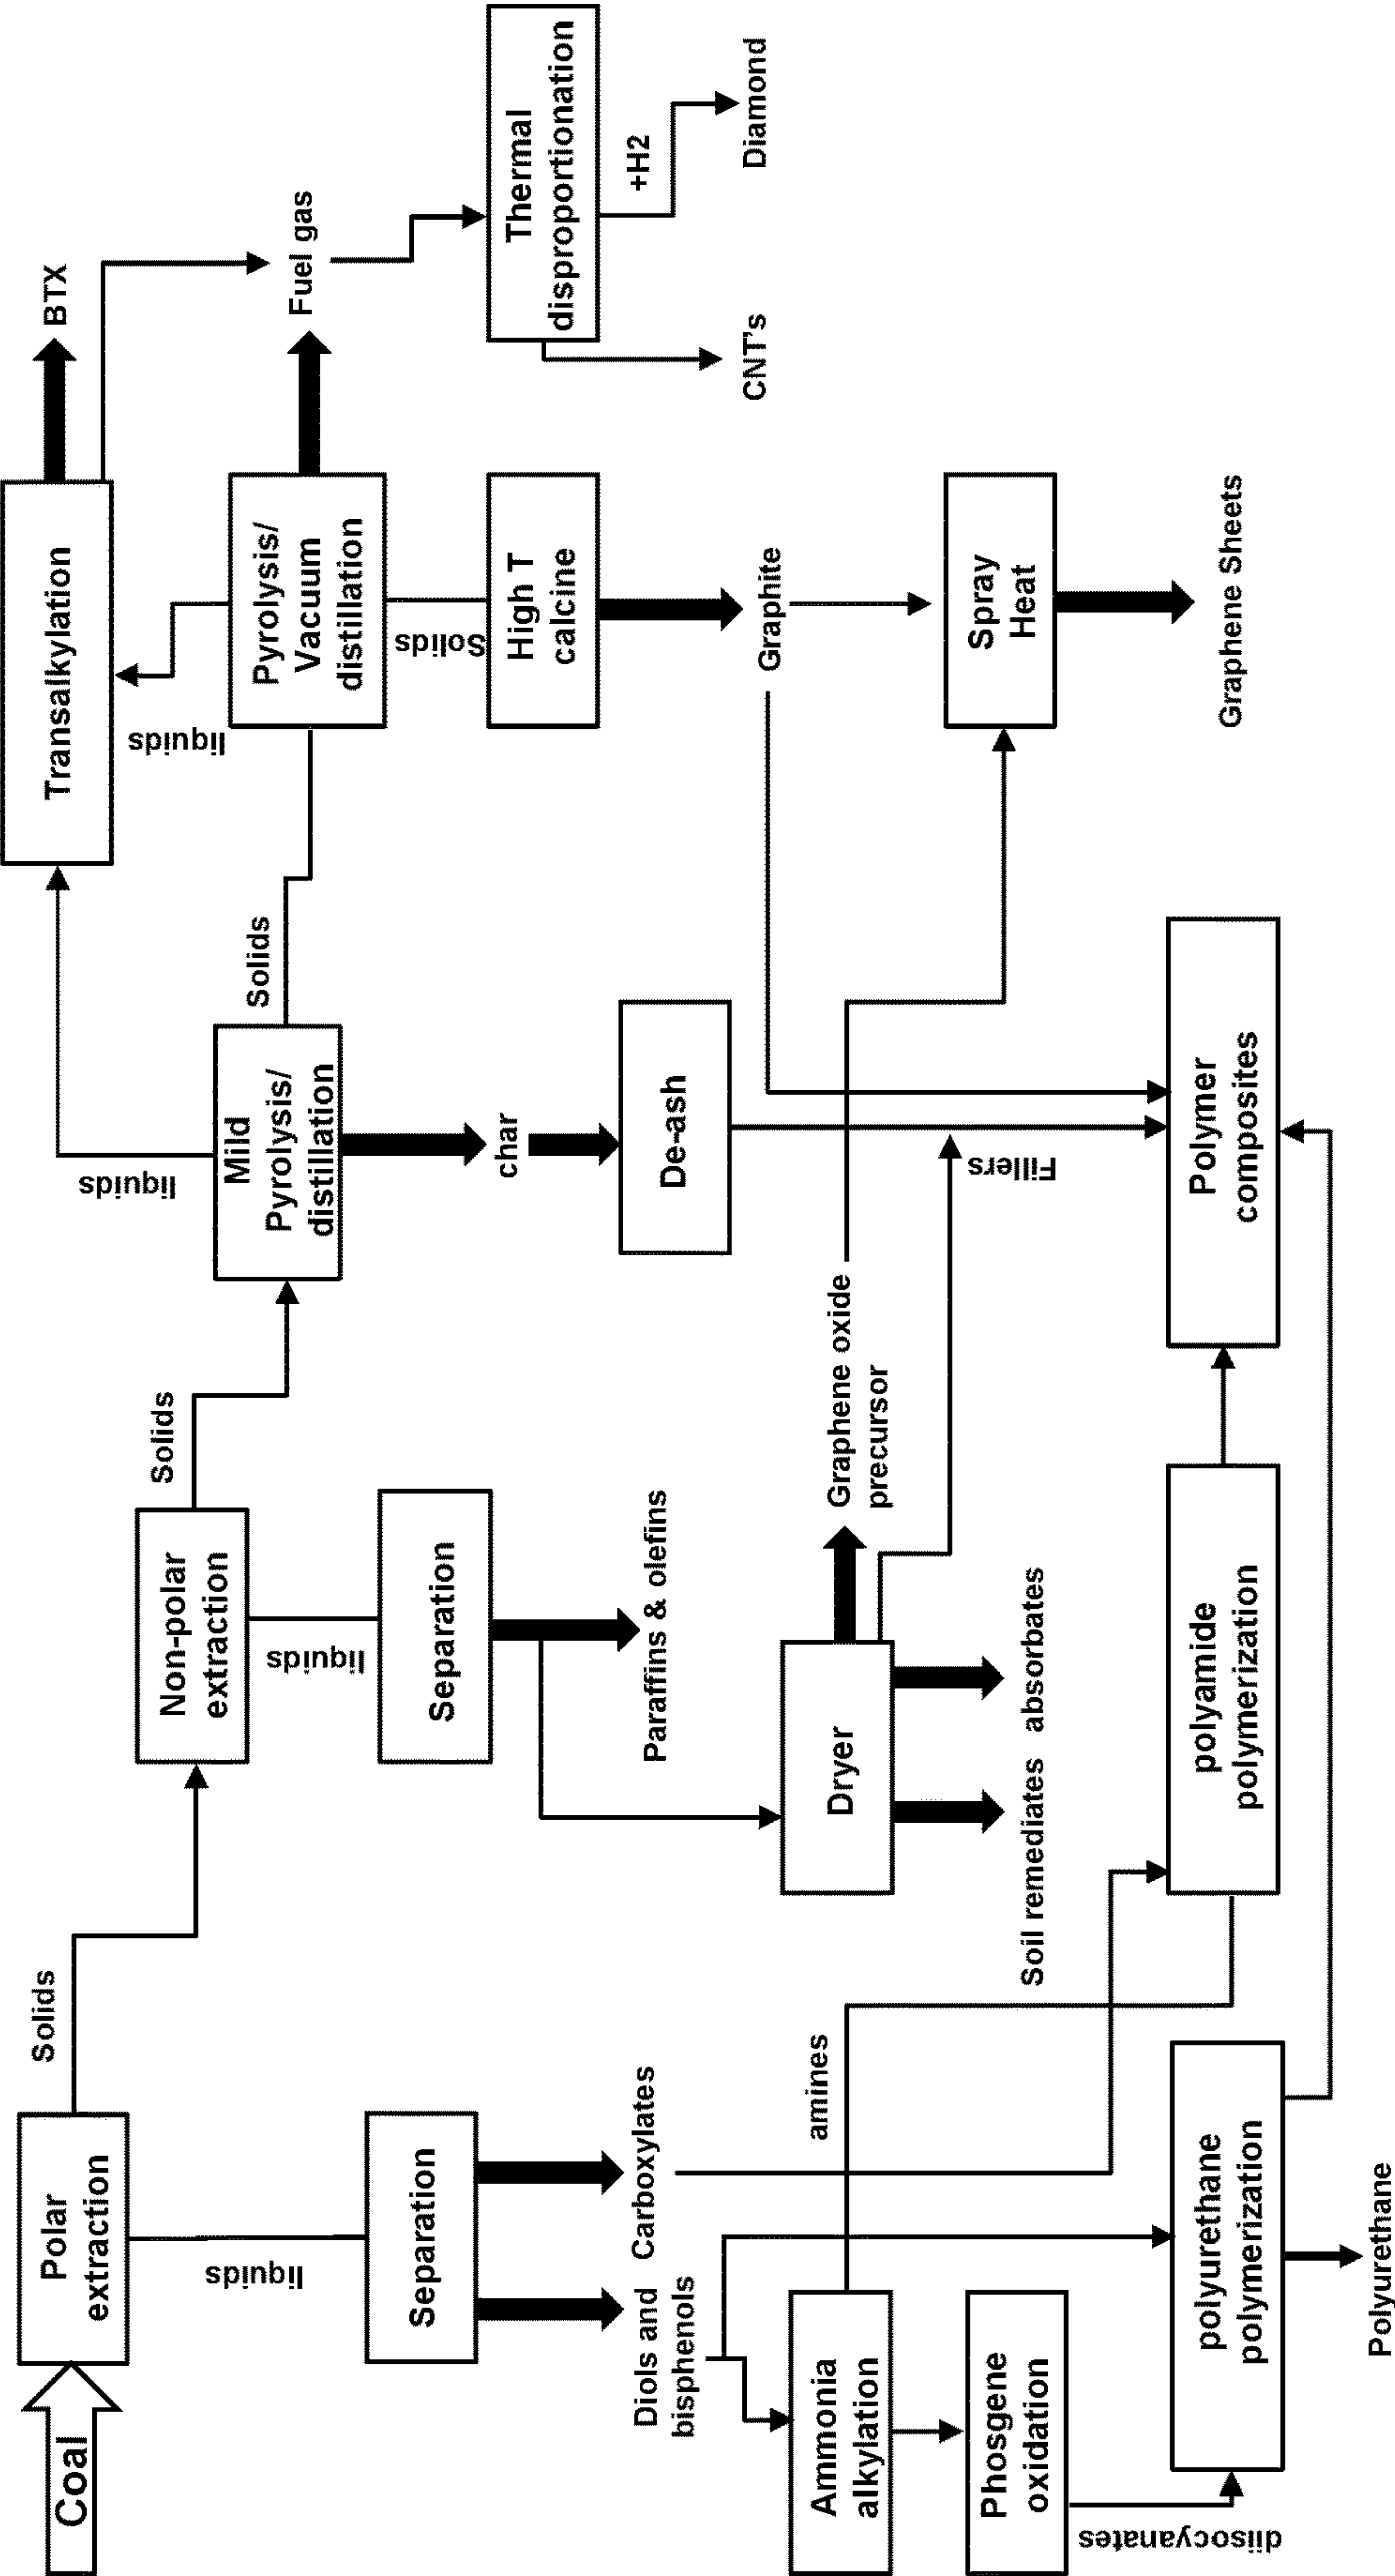 Coal
Polar
extraction
Solids
liquids
Separation
Diols and
bisphenols
Carboxylates
Non-polar
extraction
Solids
liquids
Separation
Paraffins & olefins
Mild
Pyrolysis/
distillation
liquids
Solids
char
De-ash
Transalkylation
BTX
liquids
Pyrolysis/
Vacuum
distillation
Fuel gas
Solids
High T
calcine
Graphite
Thermal
disproportionation
+H2
CNT's
Diamond
Ammonia
alkylation
amines
Phosgene
oxidation
diisocyanates
Dryer
Graphene oxide
precursor
Soil remediates
absorbates
Fillers
Spray
Heat
Graphene Sheets
polyurethane
polymerization
Polyurethane
polyamide
polymerization
Polymer
composites